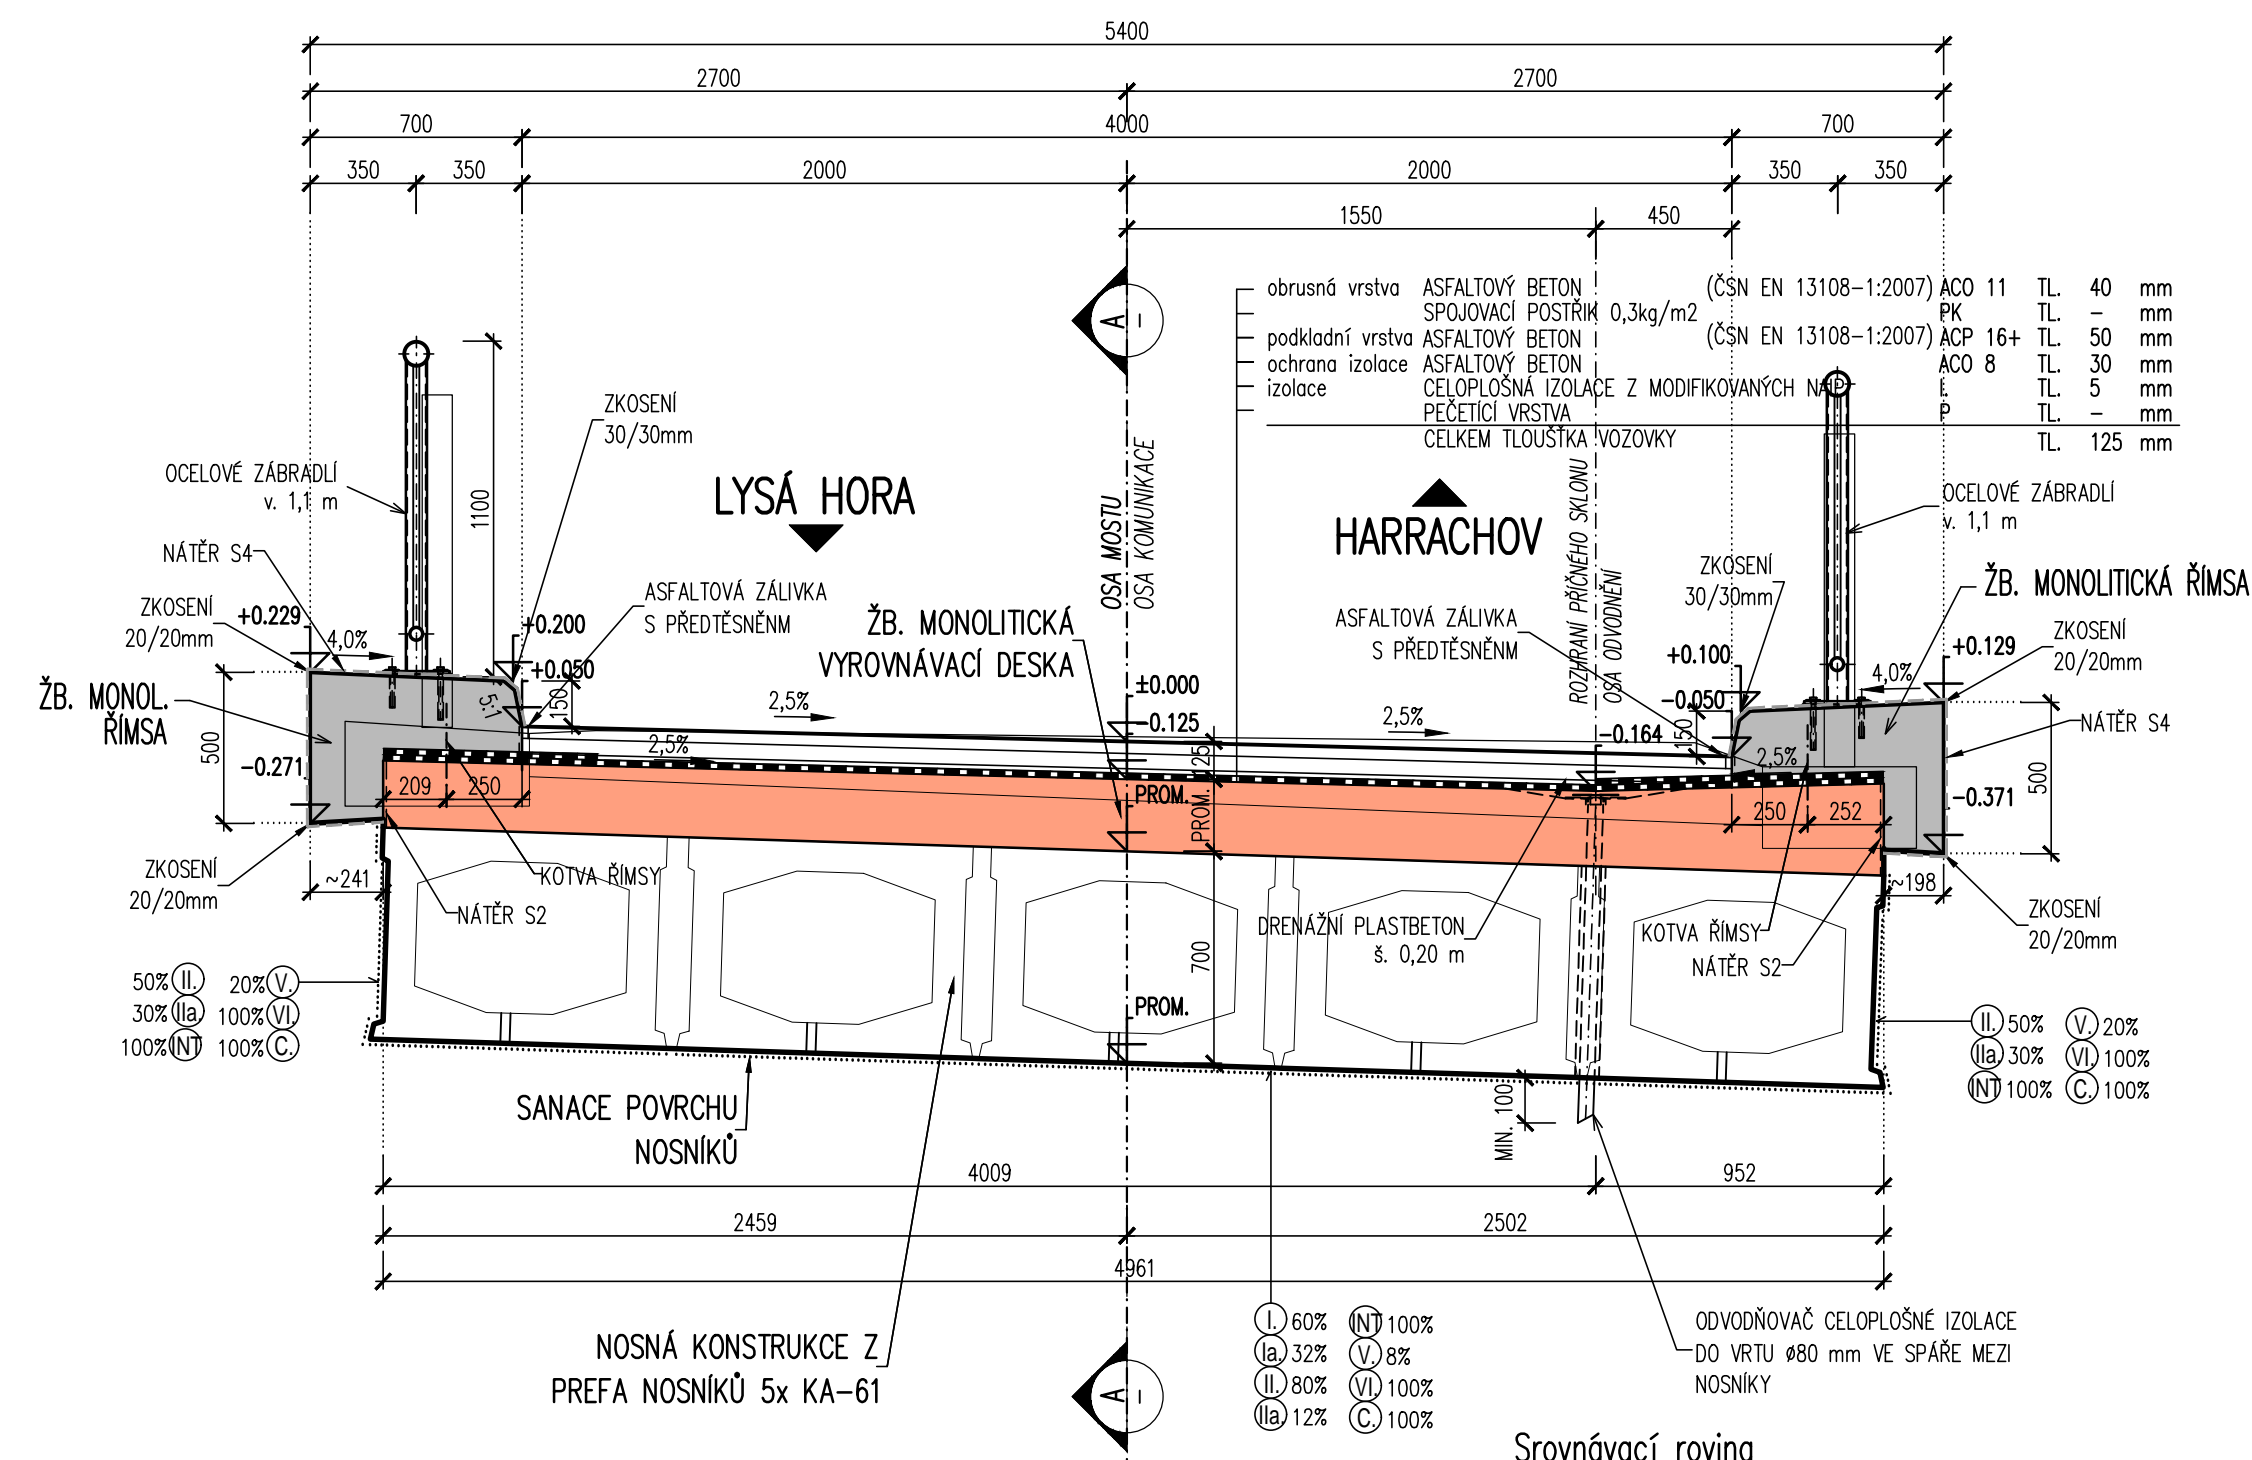 5400
2700 2700
700 4000 700
350 350 2000 2000 350 350
1550 450
obrusná vrstva ASFALTOVÝ BETON (ČSN EN 13108-1:2007) ACO 11 TL. 40 mm
SPOJOVACÍ POSTŘIK 0,3kg/m2 PK TL. - mm
podkladní vrstva ASFALTOVÝ BETON (ČSN EN 13108-1:2007) ACP 16+ TL. 50 mm
ochrana izolace ASFALTOVÝ BETON ACO 8 TL. 30 mm
izolace CELOPLOŠNÁ IZOLACE Z MODIFIKOVANÝCH TL. 5 mm
PEČETÍCÍ VRSTVA P TL. - mm
CELKEM TLOUŠŤKA VOZOVKY TL. 125 mm
A
-
ZKOSENÍ
30/30mm
OCELOVÉ ZÁBRADLÍ
v. 1,1 m
1100
LYSÁ HORA
HARRACHOV
OSA MOSTU
OSA KOMUNIKACE
ROZHRANÍ PŘÍČNÉHO SKLONU
OSA ODVODNĚNÍ
OCELOVÉ ZÁBRADLÍ
v. 1,1 m
NÁTĚR S4
ZKOSENÍ
20/20mm
+0.229
4,0%
+0.200
+0.050
5:1
150
ASFALTOVÁ ZÁLIVKA
S PŘEDTĚSNĚNM
ŽB. MONOLITICKÁ
VYROVNÁVACÍ DESKA
ASFALTOVÁ ZÁLIVKA
S PŘEDTĚSNĚNM
ZKOSENÍ
30/30mm
ŽB. MONOLITICKÁ ŘÍMSA
ZKOSENÍ
20/20mm
+0.100
-0.050
150
4,0%
+0.129
NÁTĚR S4
ŽB. MONOL.
ŘÍMSA
500
-0.271
2,5%
2,5%
±0.000
-0.125
125
2,5%
-0.164
2,5%
500
-0.371
209 250
PROM.
PROM.
250 252
ZKOSENÍ
20/20mm
~241
KOTVA ŘÍMSY
NÁTĚR S2
DRENÁŽNÍ PLASTBETON
š. 0,20 m
KOTVA ŘÍMSY
NÁTĚR S2
~198
ZKOSENÍ
20/20mm
700
PROM.
50% II. 20% V.
30% IIa. 100% VI.
100% INT 100% C.
II. 50% V. 20%
IIa. 30% VI. 100%
INT 100% C. 100%
SANACE POVRCHU
NOSNÍKŮ
MIN. 100
4009 952
2459 2502
4961
NOSNÁ KONSTRUKCE Z
PREFA NOSNÍKŮ 5x KA-61
A
-
I. 60% INT 100%
Ia. 32% V. 8%
II. 80% VI. 100%
IIa. 12% C. 100%
ODVODŇOVAČ CELOPLOŠNÉ IZOLACE
DO VRTU ø80 mm VE SPÁŘE MEZI
NOSNÍKY
Srovnávací rovina